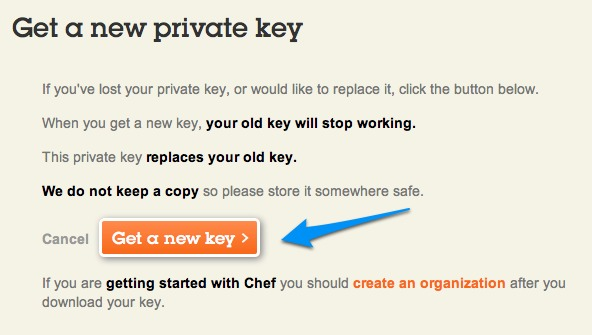 Get a new private key
If you've lost your private key, or would like to replace it, click the button below.
When you get a new key, your old key will stop working.
This private key replaces your old key.
We do not keep a copy so please store it somewhere safe.
Cancel Get a new key >
If you are getting started with Chef you should create an organization after you
download your key.